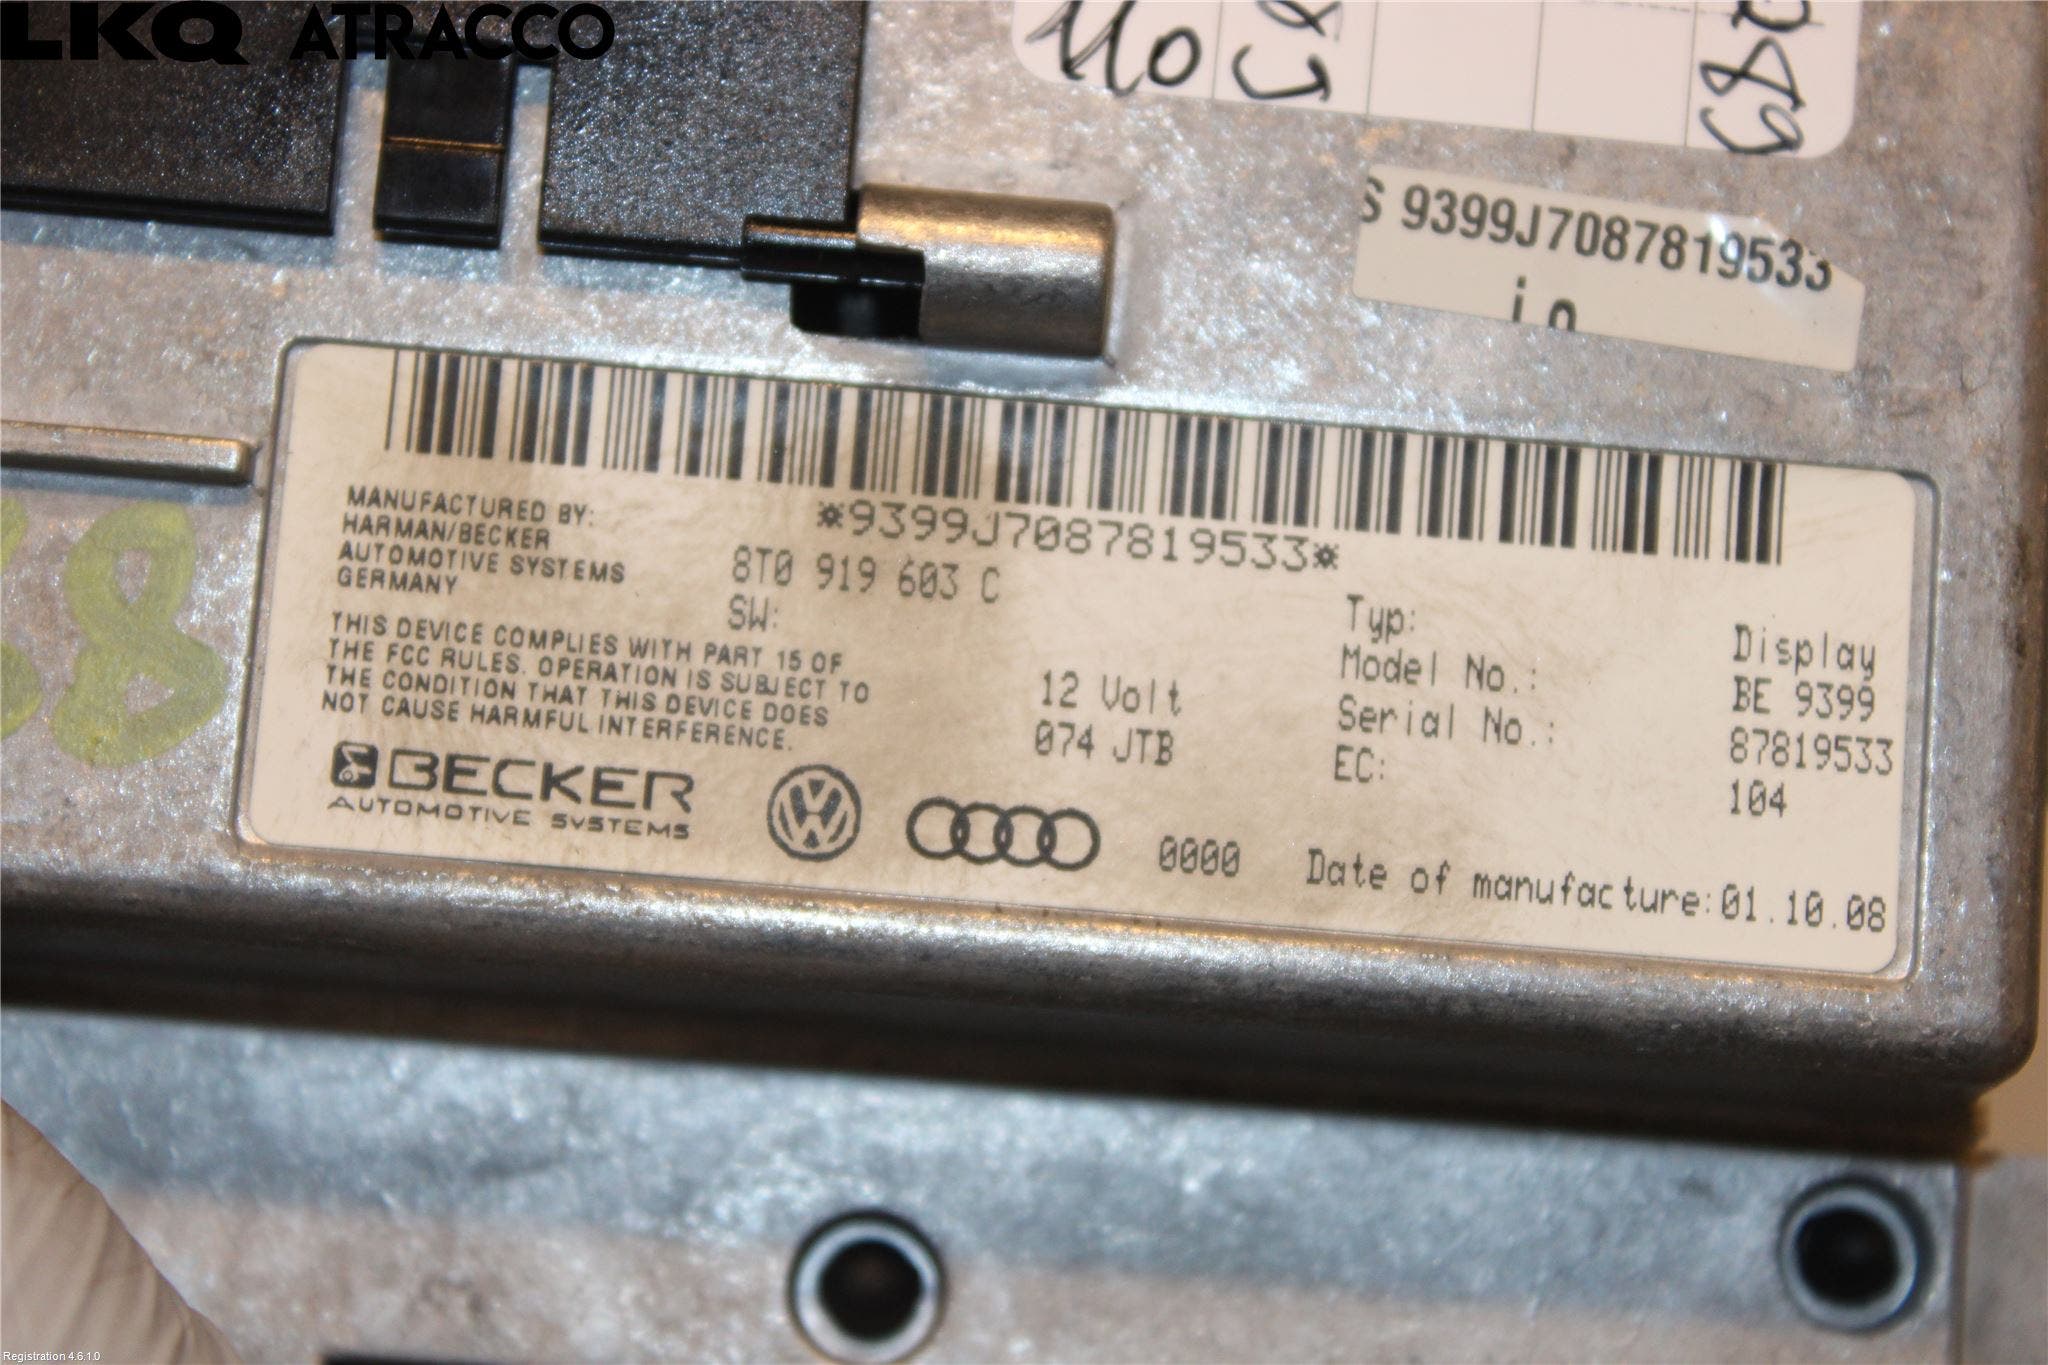 LKQ ATRACCO
S 9399J7087819533
i.o
*9399J7087819533*
MANUFACTURED BY:
HARMAN/BECKER
AUTOMOTIVE SYSTEMS
GERMANY
8T0 919 603 C
SW:
THIS DEVICE COMPLIES WITH PART 15 OF
THE FCC RULES. OPERATION IS SUBJECT TO
THE CONDITION THAT THIS DEVICE DOES
NOT CAUSE HARMFUL INTERFERENCE.
12 Volt
074 JTB
Typ: Display
Model No.: BE 9399
Serial No.: 87819533
EC: 104
BECKER
AUTOMOTIVE SYSTEMS
0000
Date of manufacture:01.10.08
Registration 4.6.1.0